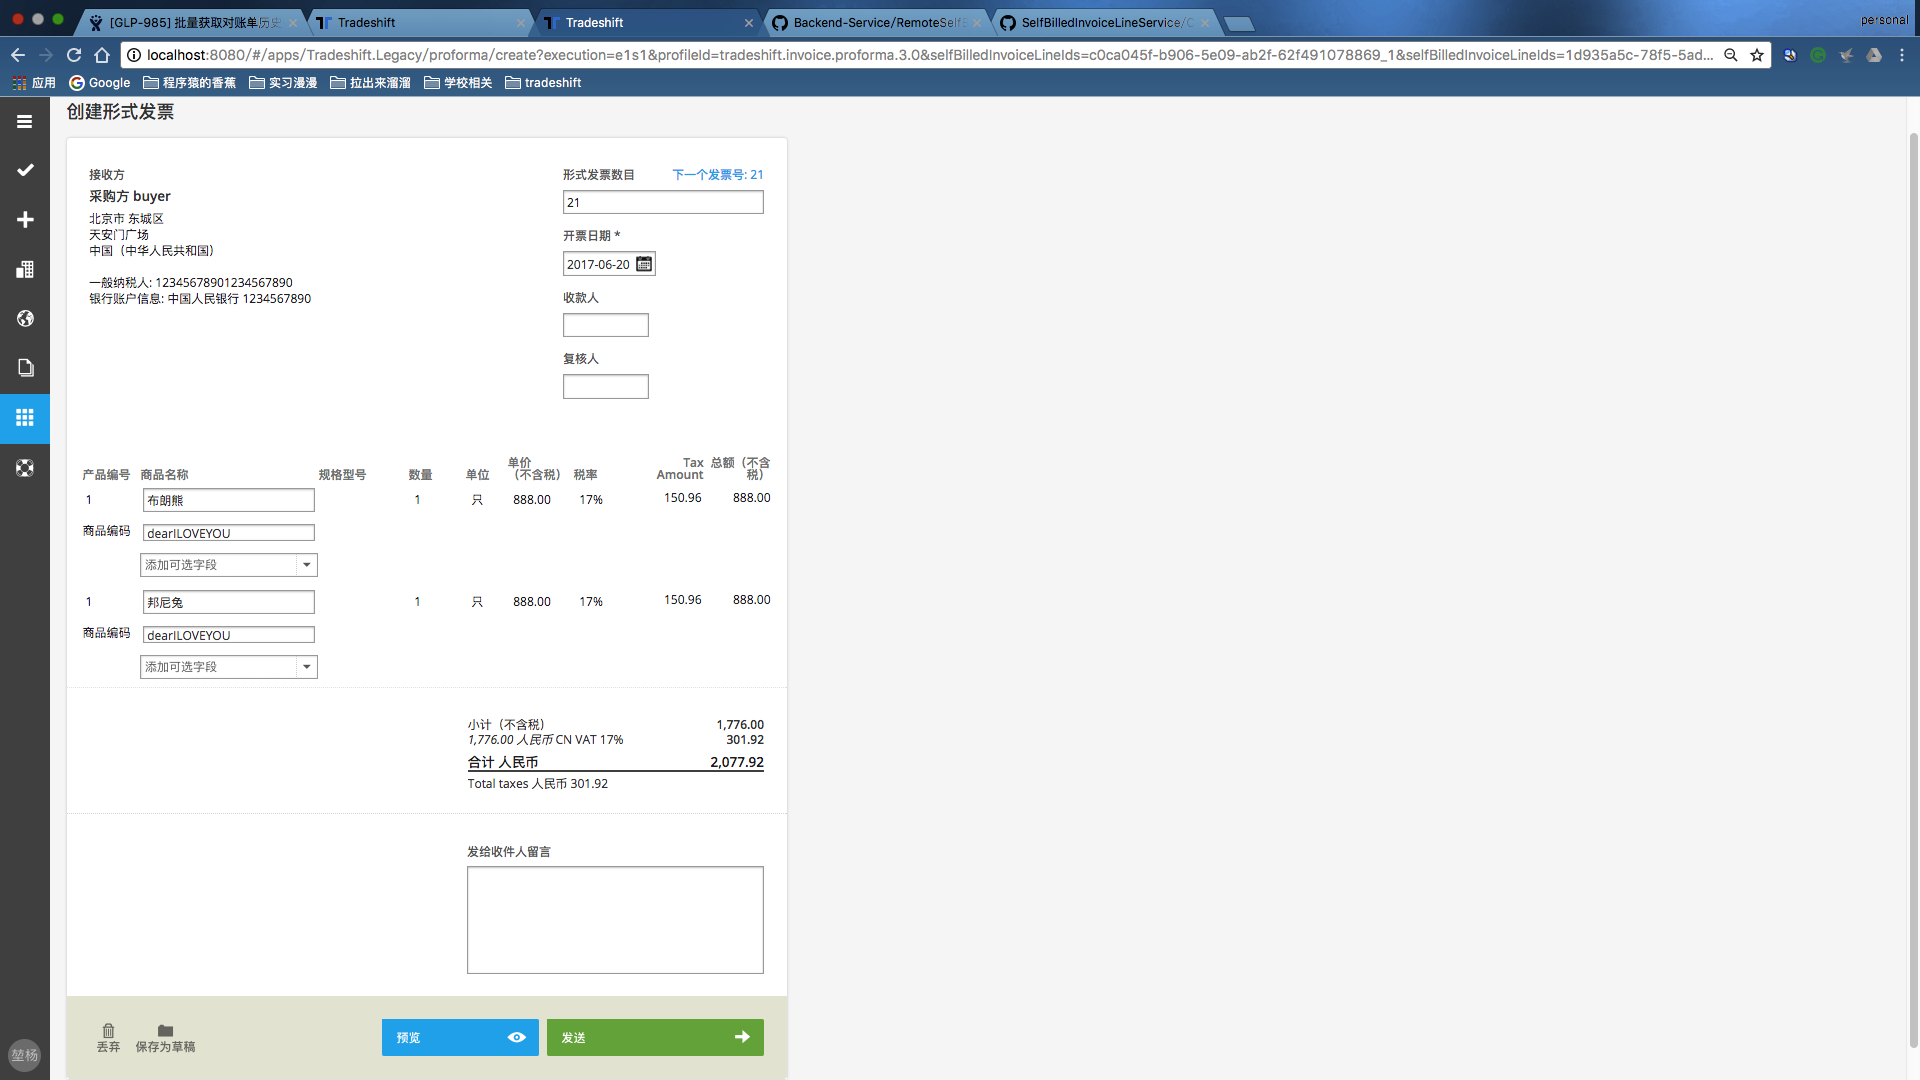 [GLP-985] 批量获取对账单历史
Tradeshift
Tradeshift
Backend-Service/RemoteSelfB
SelfBilledInvoiceLineService/C
personal
localhost:8080/#/apps/Tradeshift.Legacy/proforma/create?execution=e1s1&profileId=tradeshift.invoice.proforma.3.0&selfBilledInvoiceLineIds=c0ca045f-b906-5e09-ab2f-62f491078869_1&selfBilledInvoiceLineIds=1d935a5c-78f5-5ad...
应用 Google 程序猿的香蕉 实习漫漫 拉出来溜溜 学校相关 tradeshift
创建形式发票
接收方
采购方 buyer
北京市 东城区
天安门广场
中国（中华人民共和国）
一般纳税人: 12345678901234567890
银行账户信息: 中国人民银行 1234567890
形式发票数目 下一个发票号: 21
21
开票日期 *
2017-06-20
收款人
复核人
产品编号 商品名称 规格型号 数量 单位 单价（不含税） 税率 Tax Amount 总额（不含税）
1 布朗熊 1 只 888.00 17% 150.96 888.00
商品编码 dearILOVEYOU
添加可选字段
1 邦尼兔 1 只 888.00 17% 150.96 888.00
商品编码 dearILOVEYOU
添加可选字段
小计（不含税） 1,776.00
1,776.00 人民币 CN VAT 17% 301.92
合计 人民币 2,077.92
Total taxes 人民币 301.92
发给收件人留言
丢弃
保存为草稿
预览
发送
堃杨